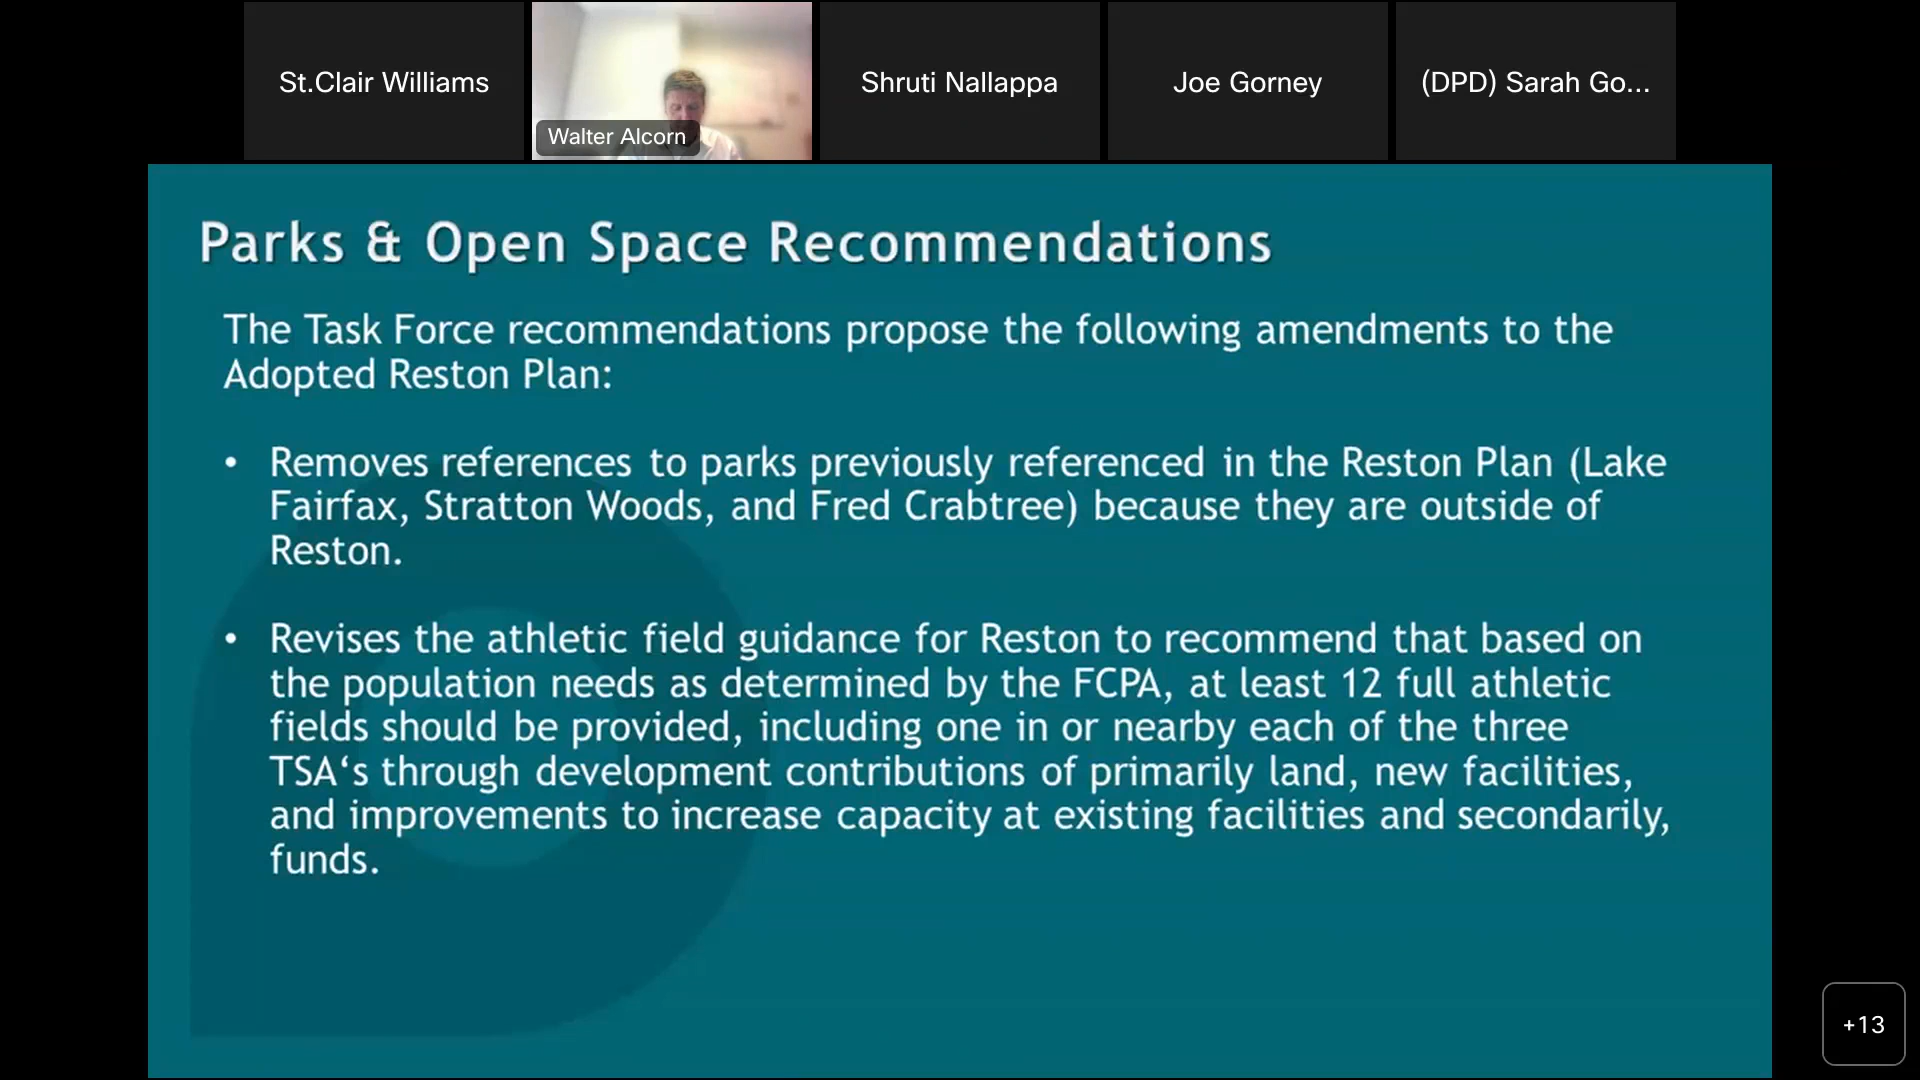 St.Clair Williams
Walter Alcorn
Shruti Nallappa
Joe Gorney
(DPD) Sarah Go...
Parks & Open Space Recommendations
The Task Force recommendations propose the following amendments to the
Adopted Reston Plan:
• Removes references to parks previously referenced in the Reston Plan (Lake
Fairfax, Stratton Woods, and Fred Crabtree) because they are outside of
Reston.
• Revises the athletic field guidance for Reston to recommend that based on
the population needs as determined by the FCPA, at least 12 full athletic
fields should be provided, including one in or nearby each of the three
TSA‘s through development contributions of primarily land, new facilities,
and improvements to increase capacity at existing facilities and secondarily,
funds.
+13